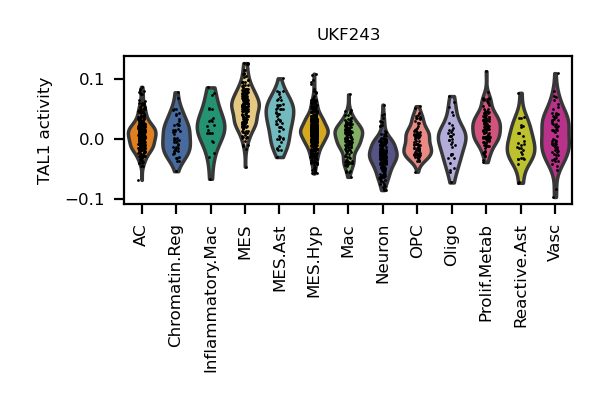 UKF243
TAL1 activity
0.1
0.0
−0.1
AC
Chromatin.Reg
Inflammatory.Mac
MES
MES.Ast
MES.Hyp
Mac
Neuron
OPC
Oligo
Prolif.Metab
Reactive.Ast
Vasc